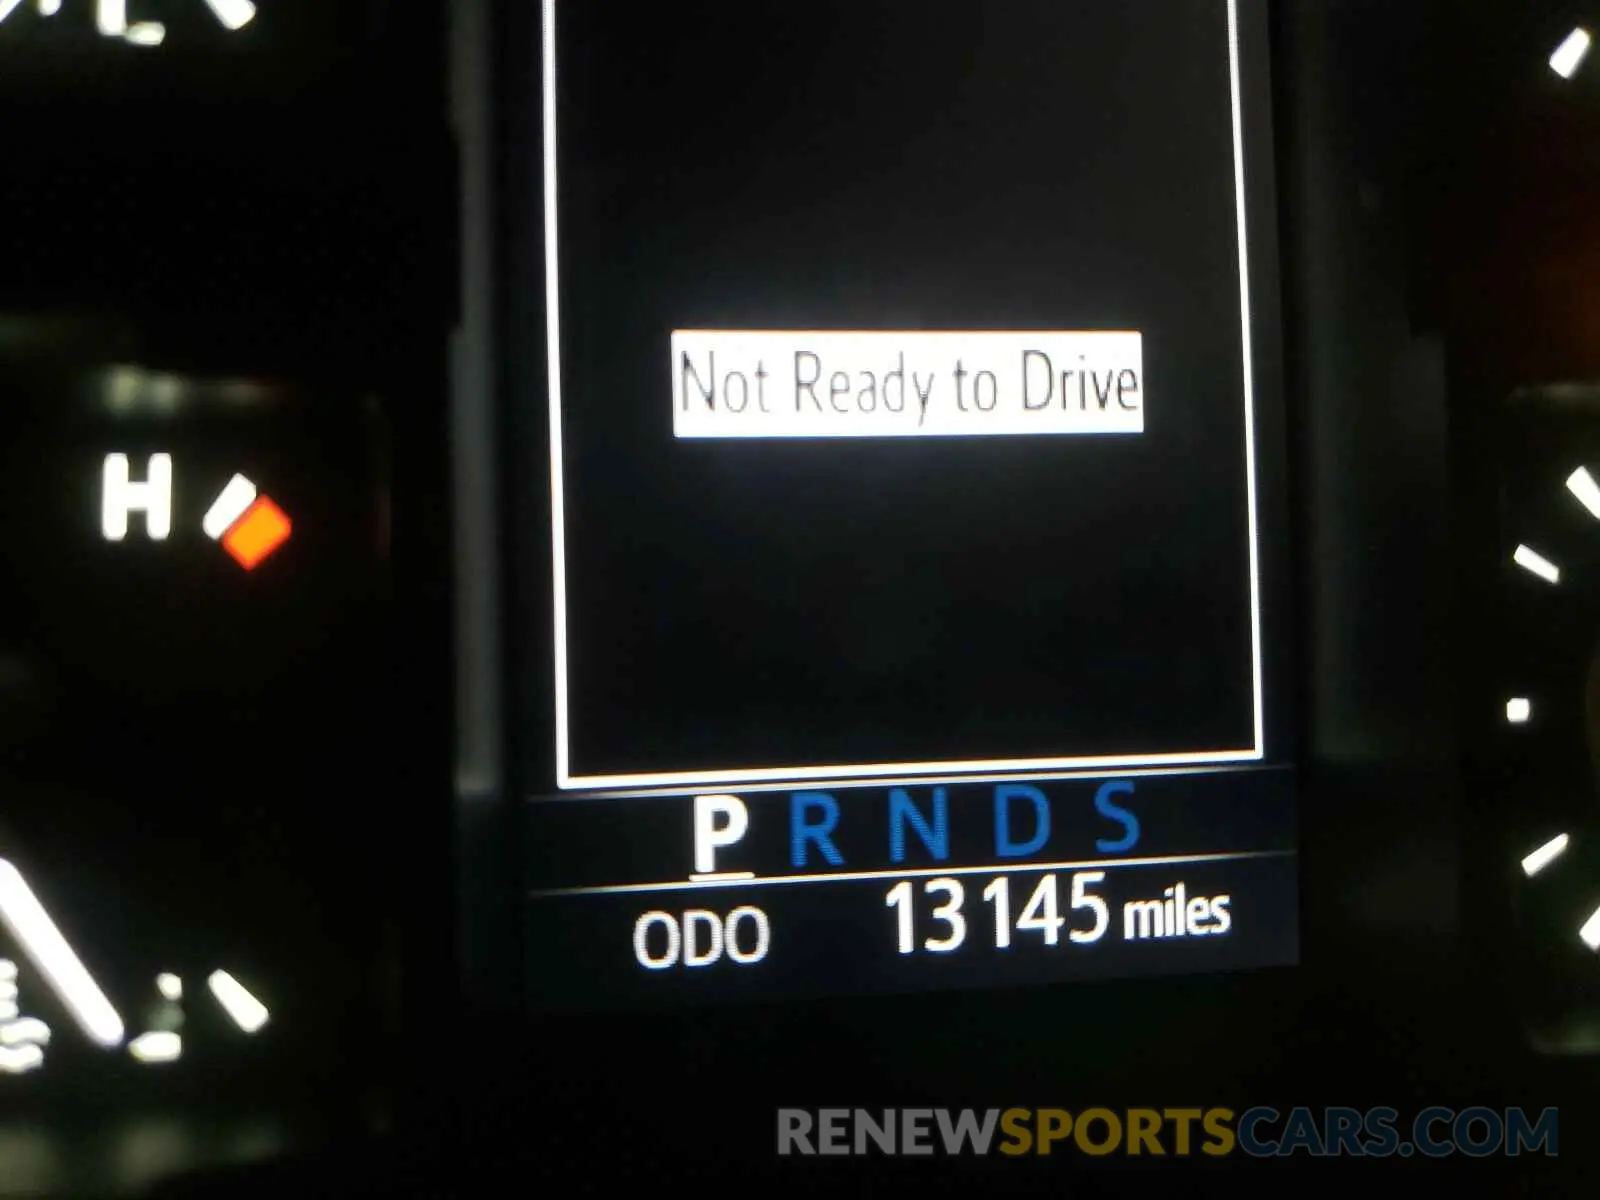 Not Ready to Drive
H
P R N D S
ODO 13145 miles
RENEWSPORTSCARS.COM